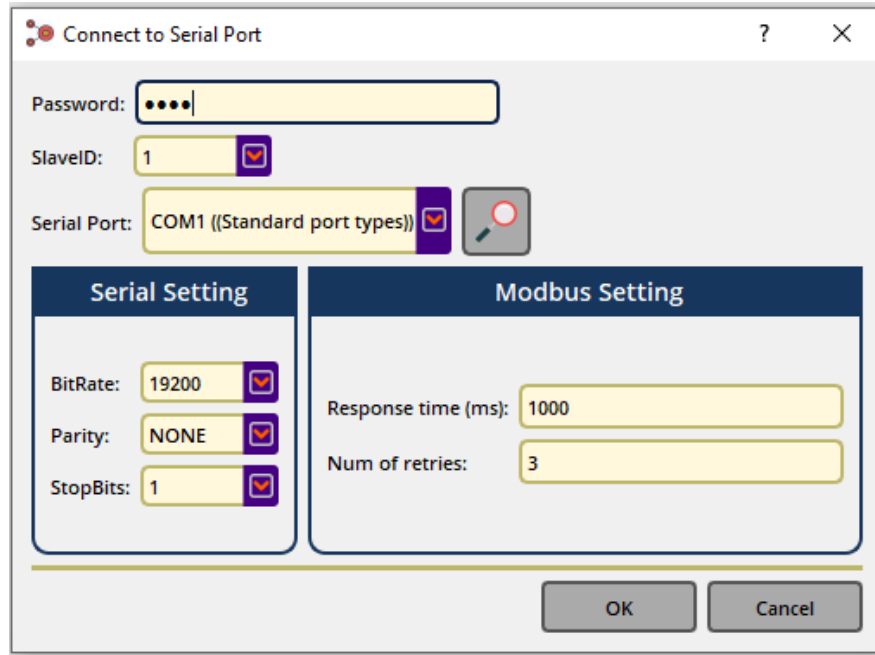 Connect to Serial Port ?
Password: ••••
SlaveID: 1
Serial Port: COM1 ((Standard port types))
Serial Setting
BitRate: 19200
Parity: NONE
StopBits: 1
Modbus Setting
Response time (ms): 1000
Num of retries: 3
OK Cancel